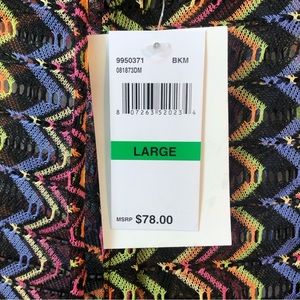 9950371 BKM
081873DM
8 07263 52023 4
LARGE
MSRP $78.00